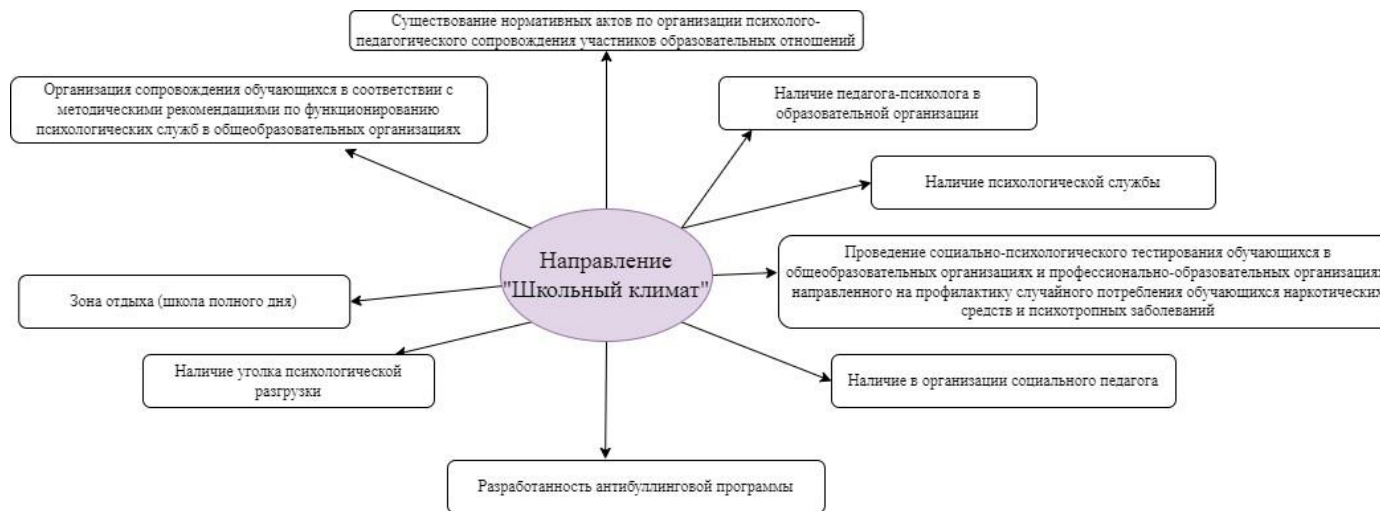 Существование нормативных актов по организации психолого-
педагогического сопровождения участников образовательных отношений
Организация сопровождения обучающихся в соответствии с
методическими рекомендациями по функционированию
психологических служб в общеобразовательных организациях
Наличие педагога-психолога в
образовательной организации
Наличие психологической службы
Направление
"Школьный климат"
Проведение социально-психологического тестирования обучающихся в
общеобразовательных организациях и профессионально-образовательных организациях
направленного на профилактику случайного потребления обучающихся наркотических
средств и психотропных заболеваний
Зона отдыха (школа полного дня)
Наличие уголка психологической
разгрузки
Наличие в организации социального педагога
Разработанность антибуллинговой программы